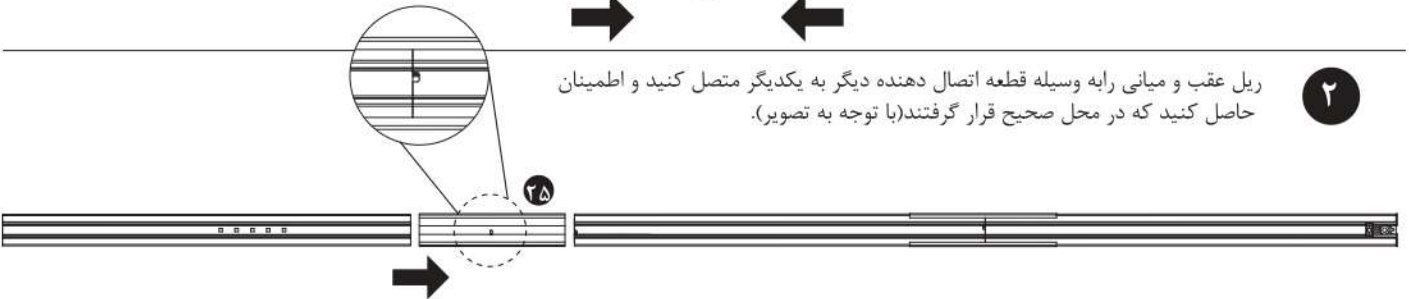 ۲
ریل عقب و میانی رابه وسیله قطعه اتصال دهنده دیگر به یکدیگر متصل کنید و اطمینان
حاصل کنید که در محل صحیح قرار گرفتند(با توجه به تصویر).
۲۵